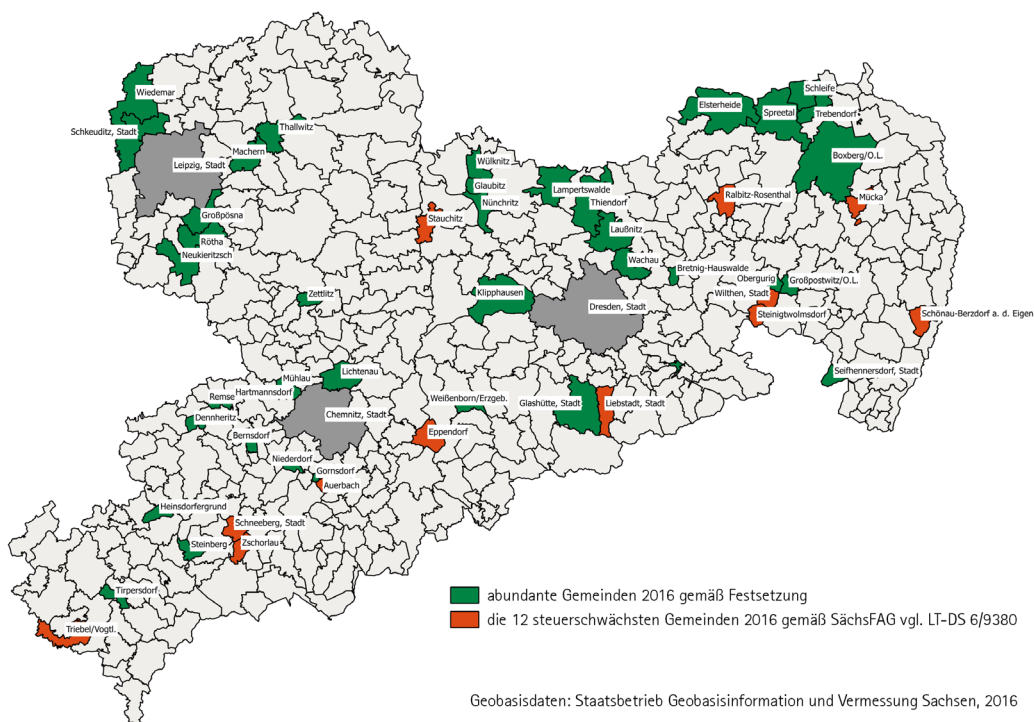 Wiedemar
Schkeuditz, Stadt
Leipzig, Stadt
Thallwitz
Machern
Großpösna
Rötha
Neukieritzsch
Wülknitz
Glaubitz
Nünchritz
Stauchitz
Lampertswalde
Thiendorf
Laußnitz
Wachau
Elsterheide
Spreetal
Schleife
Trebendorf
Boxberg/O.L.
Ralbitz-Rosenthal
Mücka
Bretnig-Hauswalde
Obergurig
Großpostwitz/O.L.
Wilthen, Stadt
Steinigtwolmsdorf
Schönau-Berzdorf a. d. Eigen
Seifhennersdorf, Stadt
Zettlitz
Klipphausen
Dresden, Stadt
Lichtenau
Mühlau
Hartmannsdorf
Remse
Chemnitz, Stadt
Dennheritz
Bernsdorf
Weißenborn/Erzgeb.
Glashütte, Stadt
Liebstadt, Stadt
Eppendorf
Niederdorf
Gornsdorf
Auerbach
Heinsdorfergrund
Schneeberg, Stadt
Steinberg
Zschorlau
Tirpersdorf
Triebel/Vogtl.
abundante Gemeinden 2016 gemäß Festsetzung
die 12 steuerschwächsten Gemeinden 2016 gemäß SächsFAG vgl. LT-DS 6/9380
Geobasisdaten: Staatsbetrieb Geobasisinformation und Vermessung Sachsen, 2016